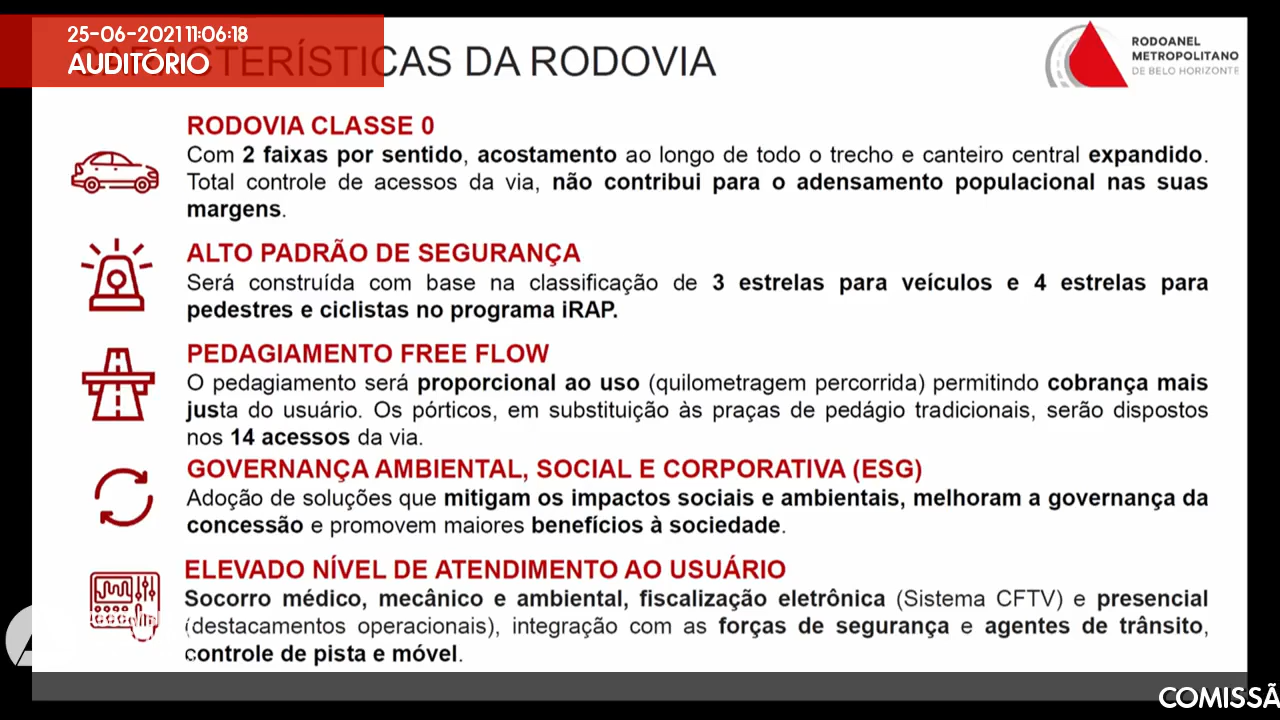 25-06-2021 11:06:18
AUDITÓRIO
CARACTERÍSTICAS DA RODOVIA
RODOANEL
METROPOLITANO
DE BELO HORIZONTE
RODOVIA CLASSE 0
Com 2 faixas por sentido, acostamento ao longo de todo o trecho e canteiro central expandido.
Total controle de acessos da via, não contribui para o adensamento populacional nas suas
margens.
ALTO PADRÃO DE SEGURANÇA
Será construída com base na classificação de 3 estrelas para veículos e 4 estrelas para
pedestres e ciclistas no programa iRAP.
PEDAGIAMENTO FREE FLOW
O pedagiamento será proporcional ao uso (quilometragem percorrida) permitindo cobrança mais
justa do usuário. Os pórticos, em substituição às praças de pedágio tradicionais, serão dispostos
nos 14 acessos da via.
GOVERNANÇA AMBIENTAL, SOCIAL E CORPORATIVA (ESG)
Adoção de soluções que mitigam os impactos sociais e ambientais, melhoram a governança da
concessão e promovem maiores benefícios à sociedade.
ELEVADO NÍVEL DE ATENDIMENTO AO USUÁRIO
Socorro médico, mecânico e ambiental, fiscalização eletrônica (Sistema CFTV) e presencial
(destacamentos operacionais), integração com as forças de segurança e agentes de trânsito,
controle de pista e móvel.
COMISSÃ